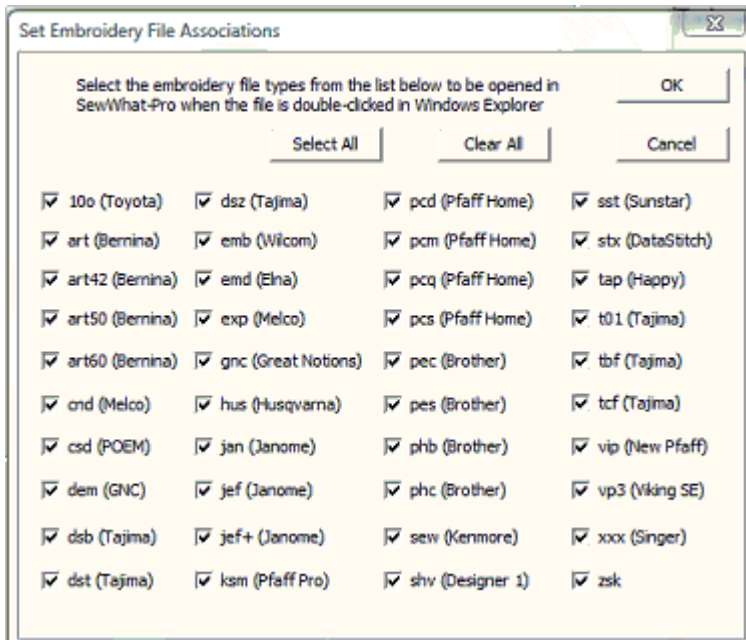 Set Embroidery File Associations
Select the embroidery file types from the list below to be opened in
SewWhat-Pro when the file is double-clicked in Windows Explorer
OK
Select All
Clear All
Cancel
10o (Toyota)
art (Bernina)
art42 (Bernina)
art50 (Bernina)
art60 (Bernina)
cnd (Melco)
csd (POEM)
dem (GNC)
dsb (Tajima)
dst (Tajima)
dsz (Tajima)
emb (Wilcom)
emd (Elna)
exp (Melco)
gnc (Great Notions)
hus (Husqvarna)
jan (Janome)
jef (Janome)
jef+ (Janome)
ksm (Pfaff Pro)
pcd (Pfaff Home)
pcm (Pfaff Home)
pcq (Pfaff Home)
pcs (Pfaff Home)
pec (Brother)
pes (Brother)
phb (Brother)
phc (Brother)
sew (Kenmore)
shv (Designer 1)
sst (Sunstar)
stx (DataStitch)
tap (Happy)
t01 (Tajima)
tbf (Tajima)
tcf (Tajima)
vip (New Pfaff)
vp3 (Viking SE)
xxx (Singer)
zsk